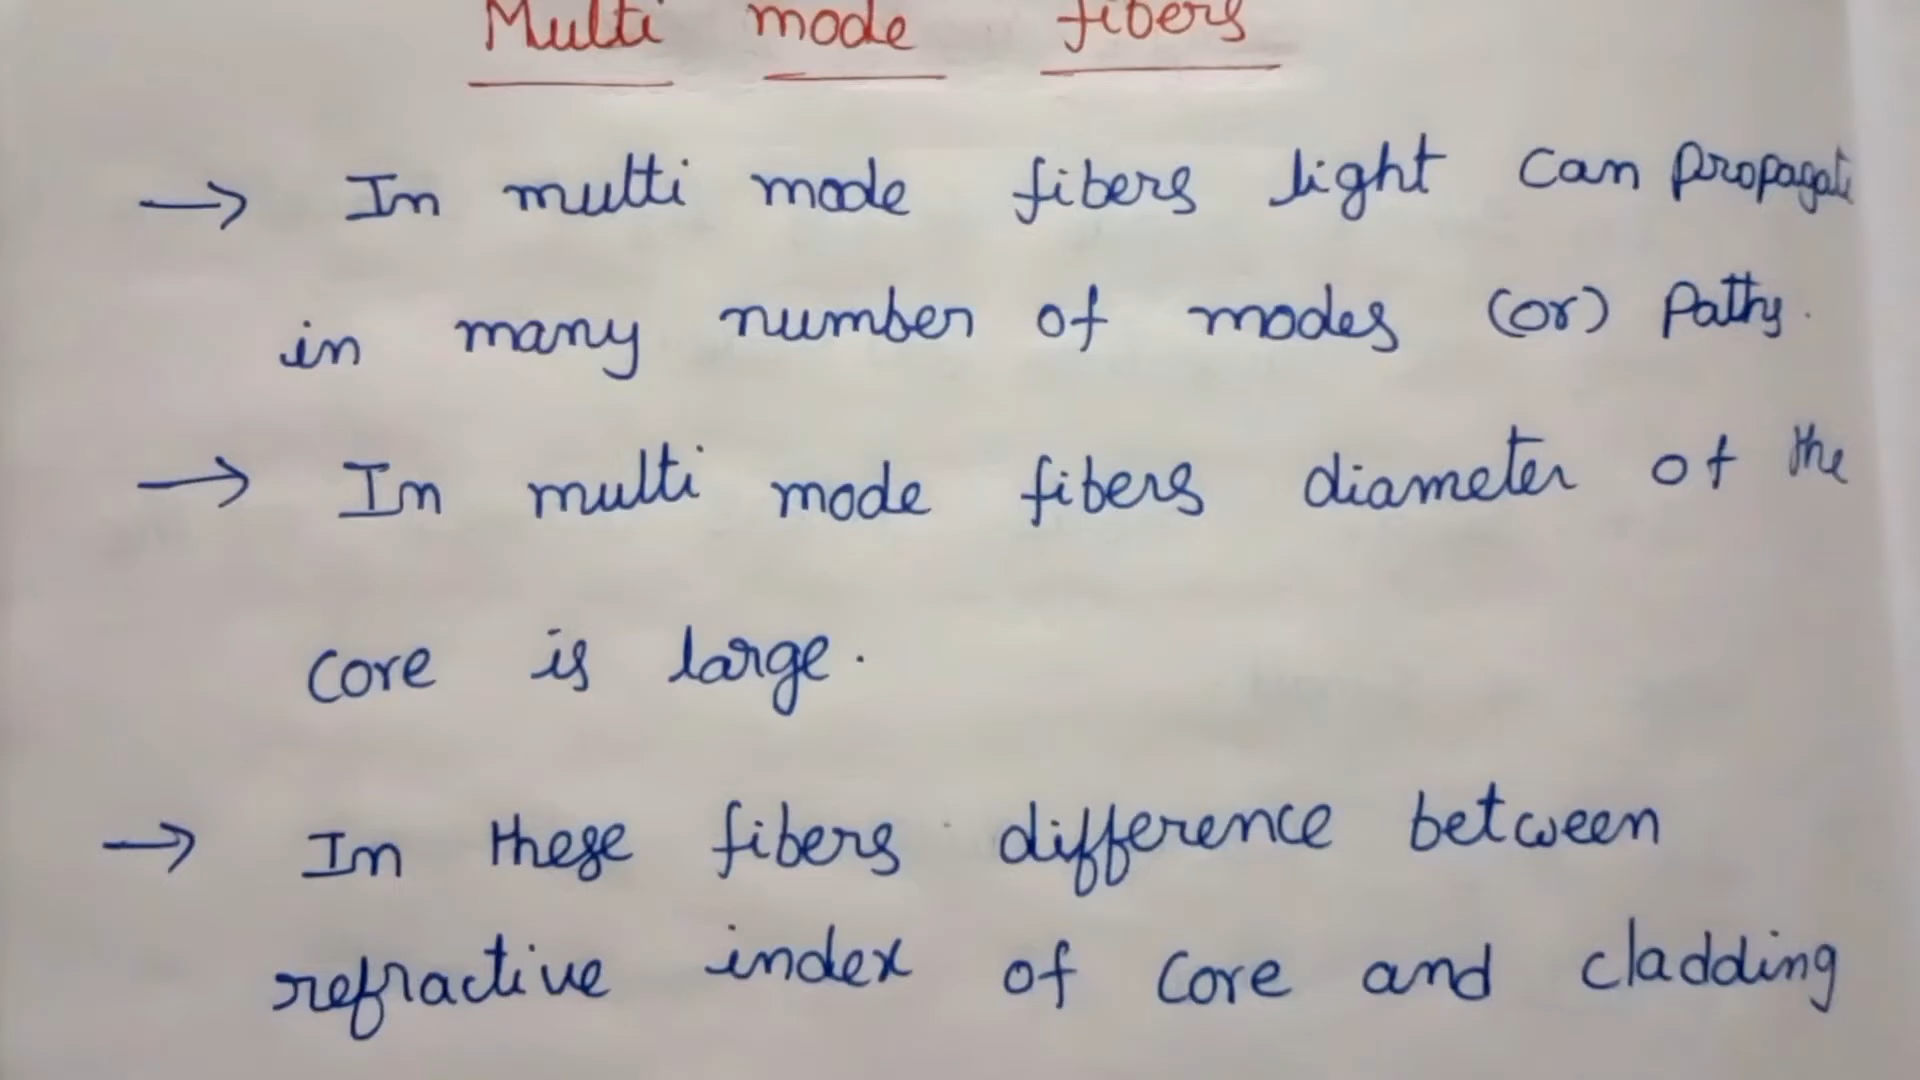 Multi mode fibers
→ In multi mode fibers light can propagate
in many number of modes (or) Paths.
→ In multi mode fibers diameter of the
core is large.
→ In these fibers difference between
refractive index of core and cladding